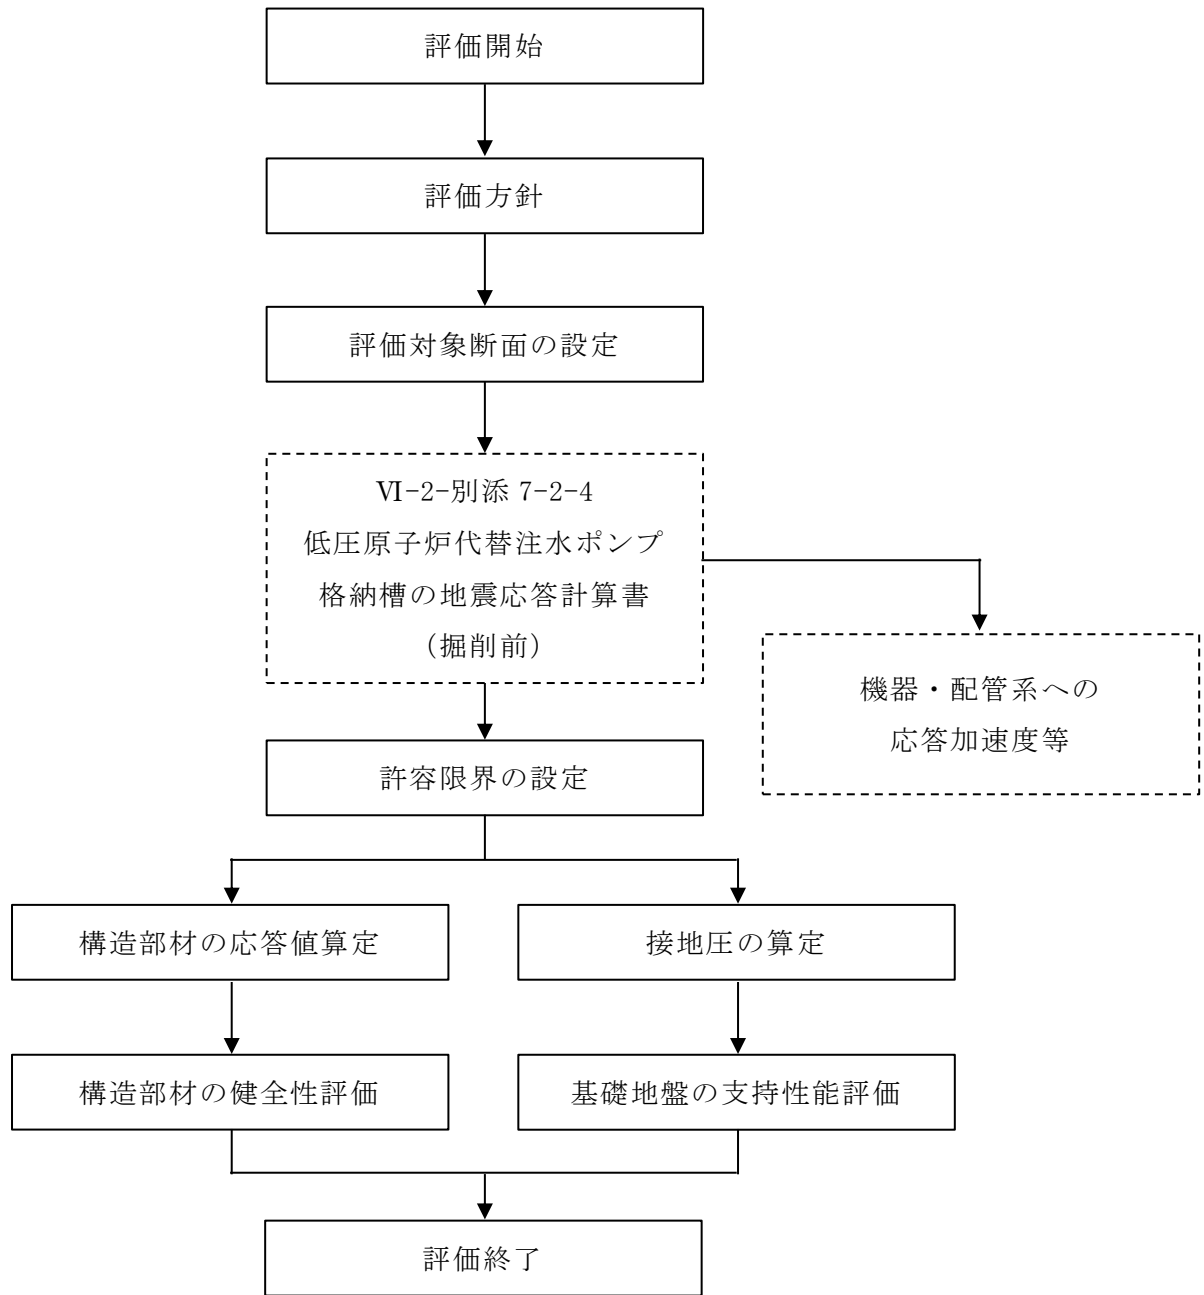 評価開始
評価方針
評価対象断面の設定
Ⅵ-2-別添 7-2-4
低圧原子炉代替注水ポンプ
格納槽の地震応答計算書
（掘削前）
機器・配管系への
応答加速度等
許容限界の設定
構造部材の応答値算定
接地圧の算定
構造部材の健全性評価
基礎地盤の支持性能評価
評価終了